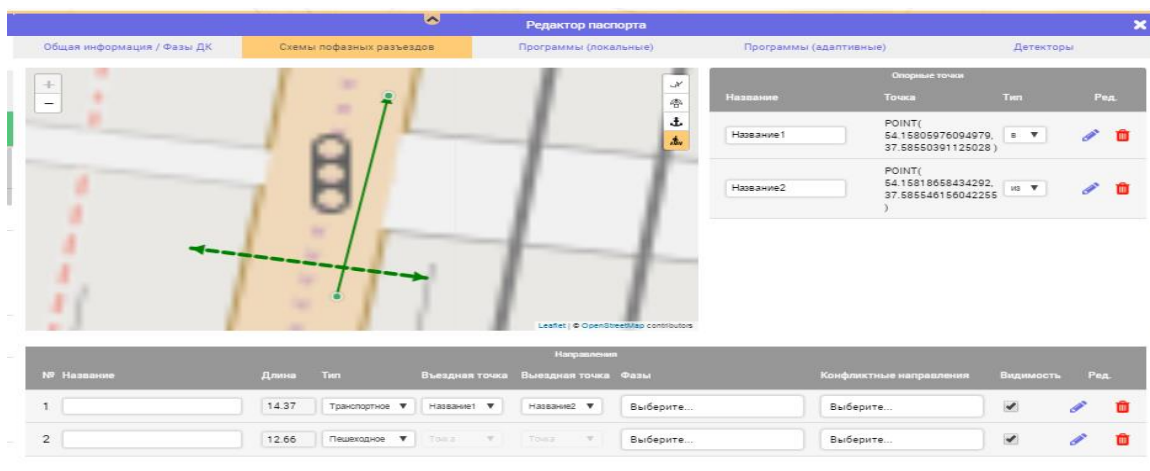 Редактор паспорта
Общая информация / Фазы ДК Схемы пофазных разъездов Программы (локальные) Программы (адаптивные) Детекторы
Опорные точки
Название Точка Тип Ред.
Название1 POINT( 54.15805976094979, 37.58550391125028 ) в
Название2 POINT( 54.15818658434292, 37.585546156042255 ) из
Leaflet | © OpenStreetMap contributors
Направления
№ Название Длина Тип Въездная точка Выездная точка Фазы Конфликтные направления Видимость Ред.
1 14.37 Транспортное Название1 Название2 Выберите... Выберите...
2 12.66 Пешеходное Точка Точка Выберите... Выберите...